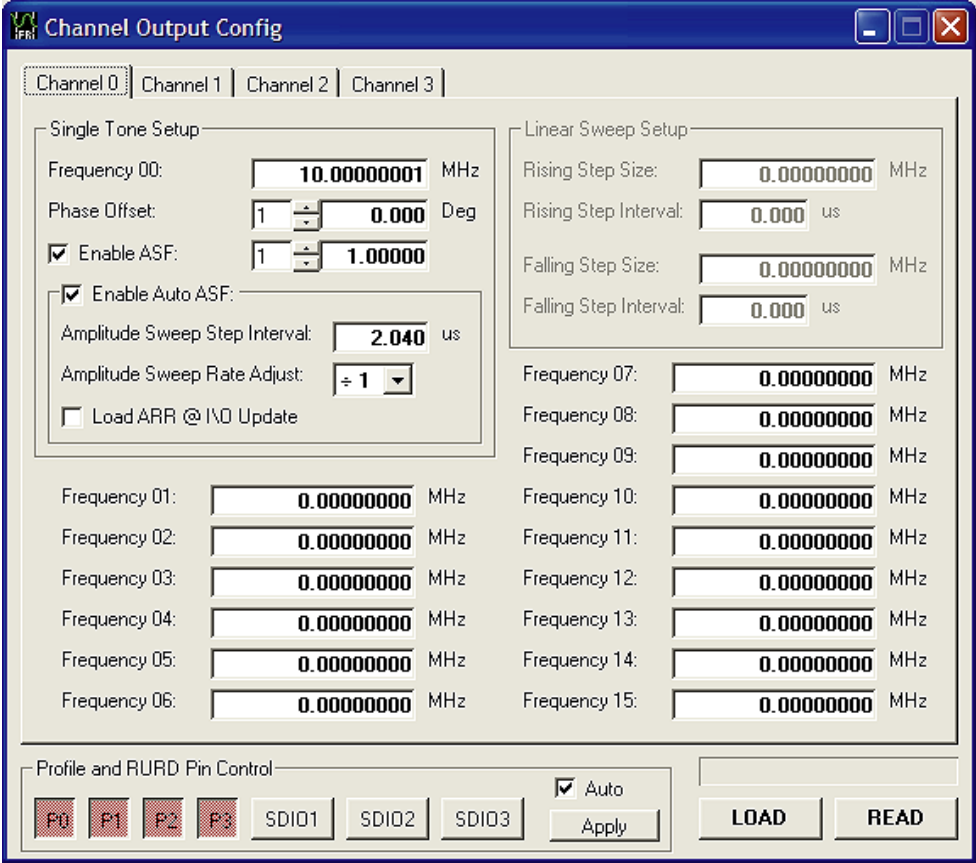 IFR Channel Output Config
Channel 0 Channel 1 Channel 2 Channel 3
Single Tone Setup
Frequency 00: 10.00000001 MHz
Phase Offset: 1 0.000 Deg
Enable ASF: 1 1.00000
Enable Auto ASF:
Amplitude Sweep Step Interval: 2.040 us
Amplitude Sweep Rate Adjust: ÷ 1
Load ARR @ I\O Update
Linear Sweep Setup
Rising Step Size: 0.00000000 MHz
Rising Step Interval: 0.000 us
Falling Step Size: 0.00000000 MHz
Falling Step Interval: 0.000 us
Frequency 01: 0.00000000 MHz
Frequency 02: 0.00000000 MHz
Frequency 03: 0.00000000 MHz
Frequency 04: 0.00000000 MHz
Frequency 05: 0.00000000 MHz
Frequency 06: 0.00000000 MHz
Frequency 07: 0.00000000 MHz
Frequency 08: 0.00000000 MHz
Frequency 09: 0.00000000 MHz
Frequency 10: 0.00000000 MHz
Frequency 11: 0.00000000 MHz
Frequency 12: 0.00000000 MHz
Frequency 13: 0.00000000 MHz
Frequency 14: 0.00000000 MHz
Frequency 15: 0.00000000 MHz
Profile and RURD Pin Control
P0 P1 P2 P3 SDIO1 SDIO2 SDIO3
Auto
Apply
LOAD READ